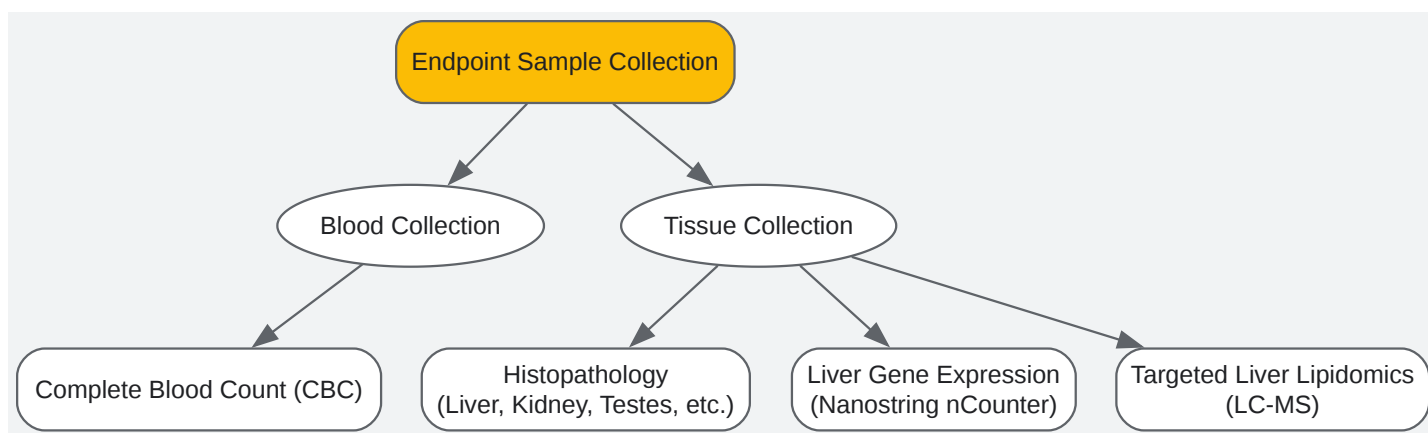 Endpoint Sample Collection
Blood Collection
Tissue Collection
Complete Blood Count (CBC)
Histopathology
(Liver, Kidney, Testes, etc.)
Liver Gene Expression
(Nanostring nCounter)
Targeted Liver Lipidomics
(LC-MS)